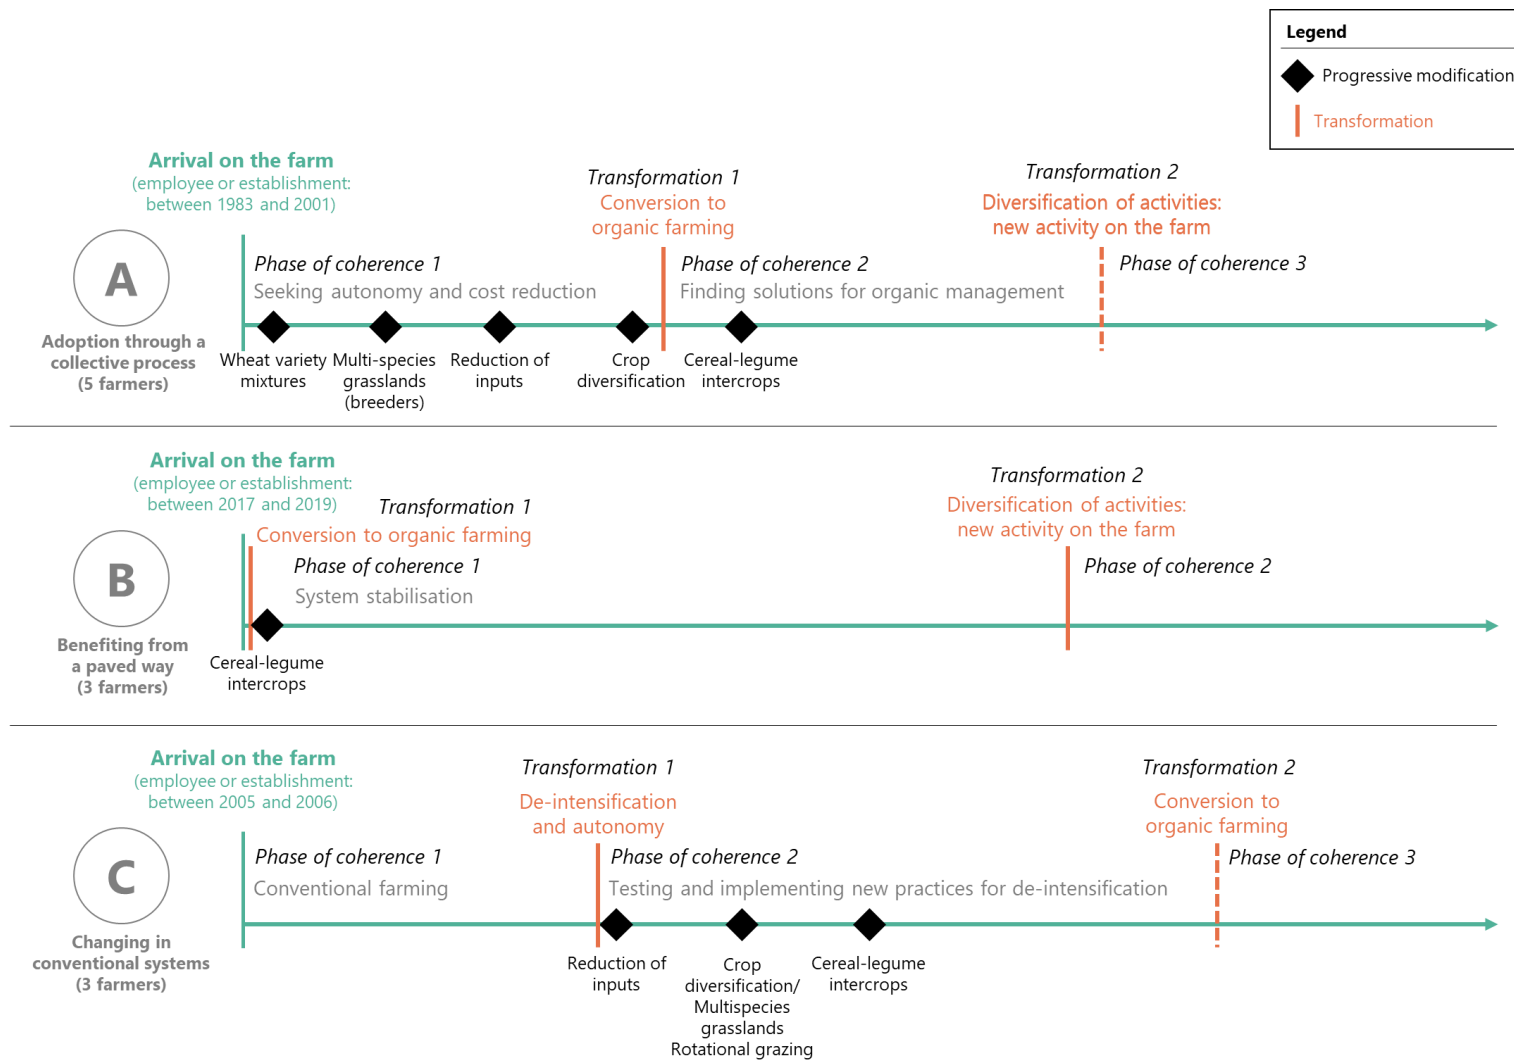 Legend
Progressive modification
Transformation
Arrival on the farm
(employee or establishment:
between 1983 and 2001)
Transformation 1
Conversion to
organic farming
Transformation 2
Diversification of activities:
new activity on the farm
A
Adoption through a
collective process
(5 farmers)
Phase of coherence 1
Seeking autonomy and cost reduction
Phase of coherence 2
Finding solutions for organic management
Phase of coherence 3
Wheat variety
mixtures
Multi-species
grasslands
(breeders)
Reduction of
inputs
Crop
diversification
Cereal-legume
intercrops
Arrival on the farm
(employee or establishment:
between 2017 and 2019)
Transformation 1
Conversion to organic farming
Transformation 2
Diversification of activities:
new activity on the farm
B
Benefiting from
a paved way
(3 farmers)
Phase of coherence 1
System stabilisation
Phase of coherence 2
Cereal-legume
intercrops
Arrival on the farm
(employee or establishment:
between 2005 and 2006)
Transformation 1
De-intensification
and autonomy
Transformation 2
Conversion to
organic farming
C
Changing in
conventional systems
(3 farmers)
Phase of coherence 1
Conventional farming
Phase of coherence 2
Testing and implementing new practices for de-intensification
Phase of coherence 3
Reduction of
inputs
Crop
diversification/
Multispecies
grasslands
Rotational grazing
Cereal-legume
intercrops